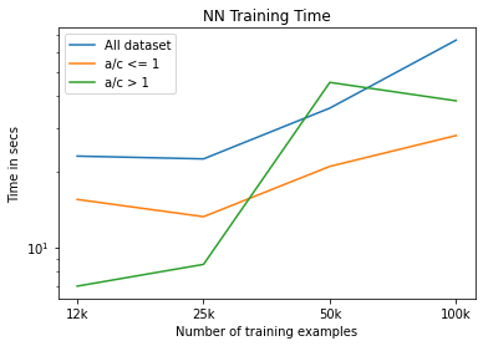 NN Training Time
All dataset
a/c <= 1
a/c > 1
Time in secs
10¹
12k 25k 50k 100k
Number of training examples